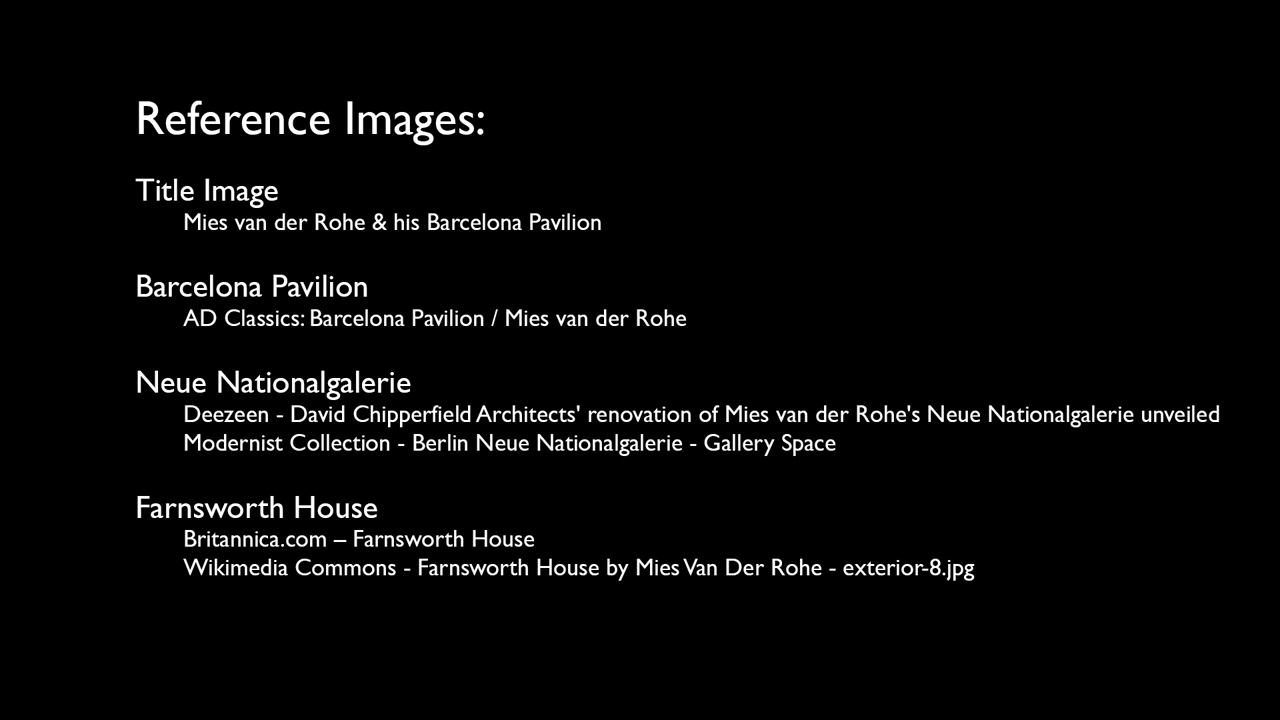 Reference Images:
Title Image
Mies van der Rohe & his Barcelona Pavilion
Barcelona Pavilion
AD Classics: Barcelona Pavilion / Mies van der Rohe
Neue Nationalgalerie
Deezeen - David Chipperfield Architects' renovation of Mies van der Rohe's Neue Nationalgalerie unveiled
Modernist Collection - Berlin Neue Nationalgalerie - Gallery Space
Farnsworth House
Britannica.com – Farnsworth House
Wikimedia Commons - Farnsworth House by Mies Van Der Rohe - exterior-8.jpg